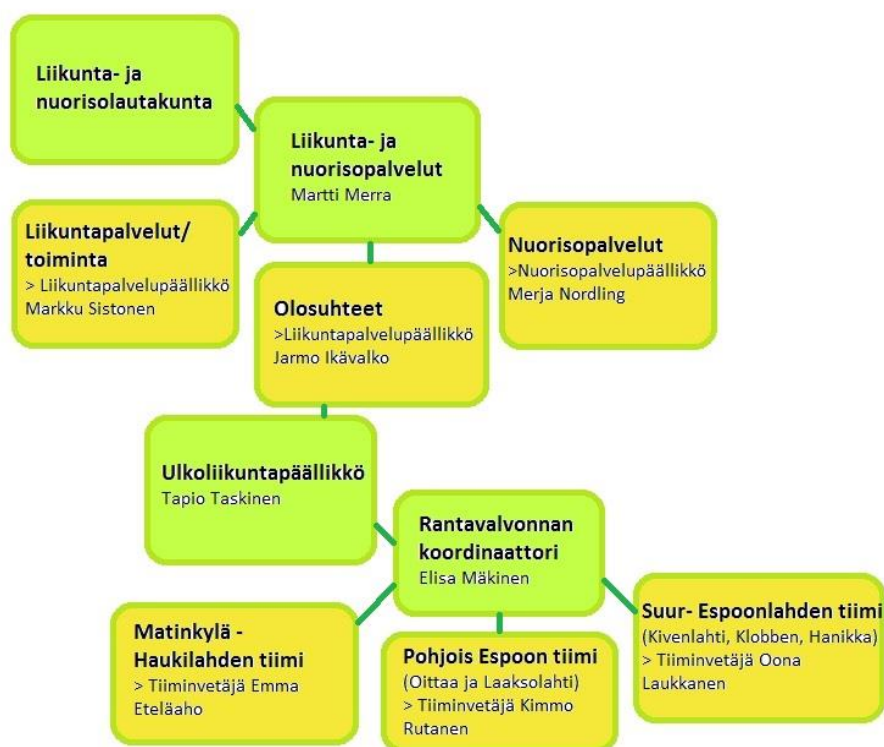 Liikunta- ja
nuorisolautakunta
Liikunta- ja
nuorisopalvelut
Martti Merra
Liikuntapalvelut/
toiminta
> Liikuntapalvelupäällikkö
Markku Sistonen
Olosuhteet
>Liikuntapalvelupäällikkö
Jarmo Ikävalko
Nuorisopalvelut
>Nuorisopalvelupäällikkö
Merja Nordling
Ulkoliikuntapäällikkö
Tapio Taskinen
Rantavalvonnan
koordinaattori
Elisa Mäkinen
Matinkylä -
Haukilahden tiimi
> Tiiminvetäjä Emma
Eteläaho
Pohjois Espoon tiimi
(Oittaa ja Laaksolahti)
> Tiiminvetäjä Kimmo
Rutanen
Suur- Espoonlahden tiimi
(Kivenlahti, Klobben, Hanikka)
> Tiiminvetäjä Oona
Laukkanen